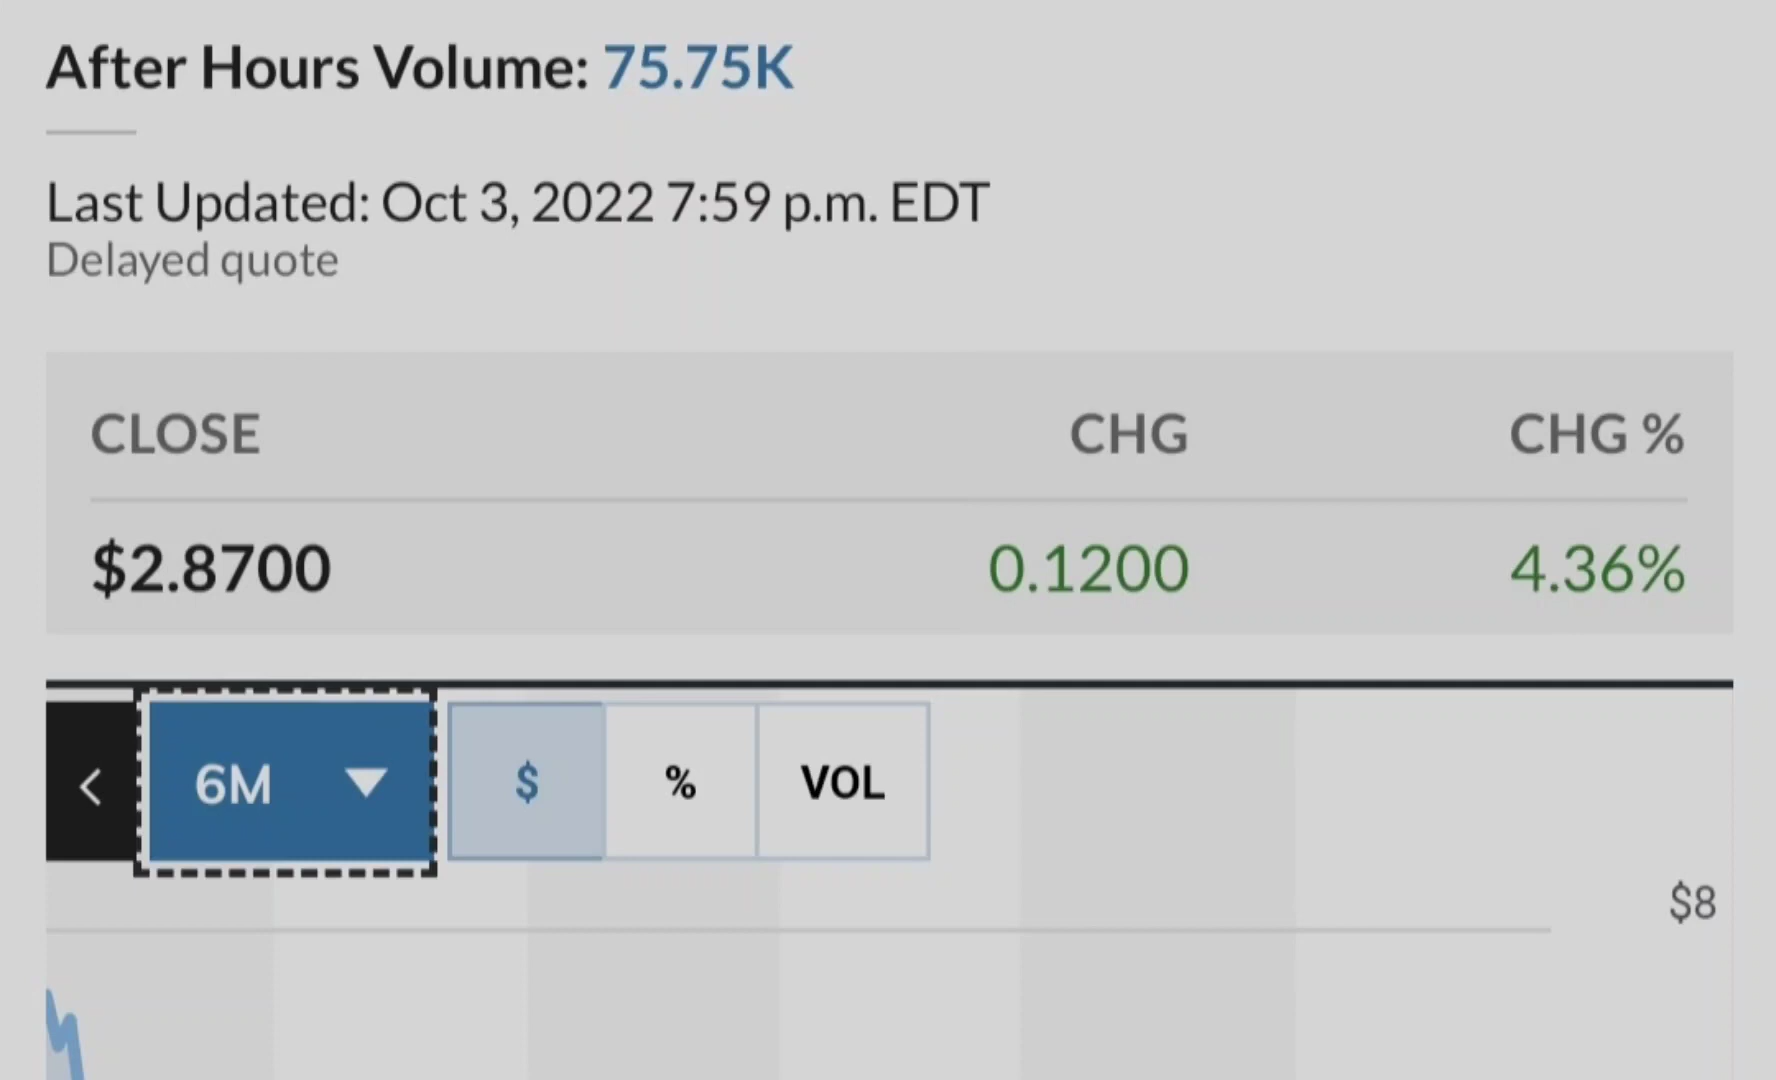 After Hours Volume: 75.75K
Last Updated: Oct 3, 2022 7:59 p.m. EDT
Delayed quote
CLOSE CHG CHG %
$2.8700 0.1200 4.36%
6M $ % VOL
$8